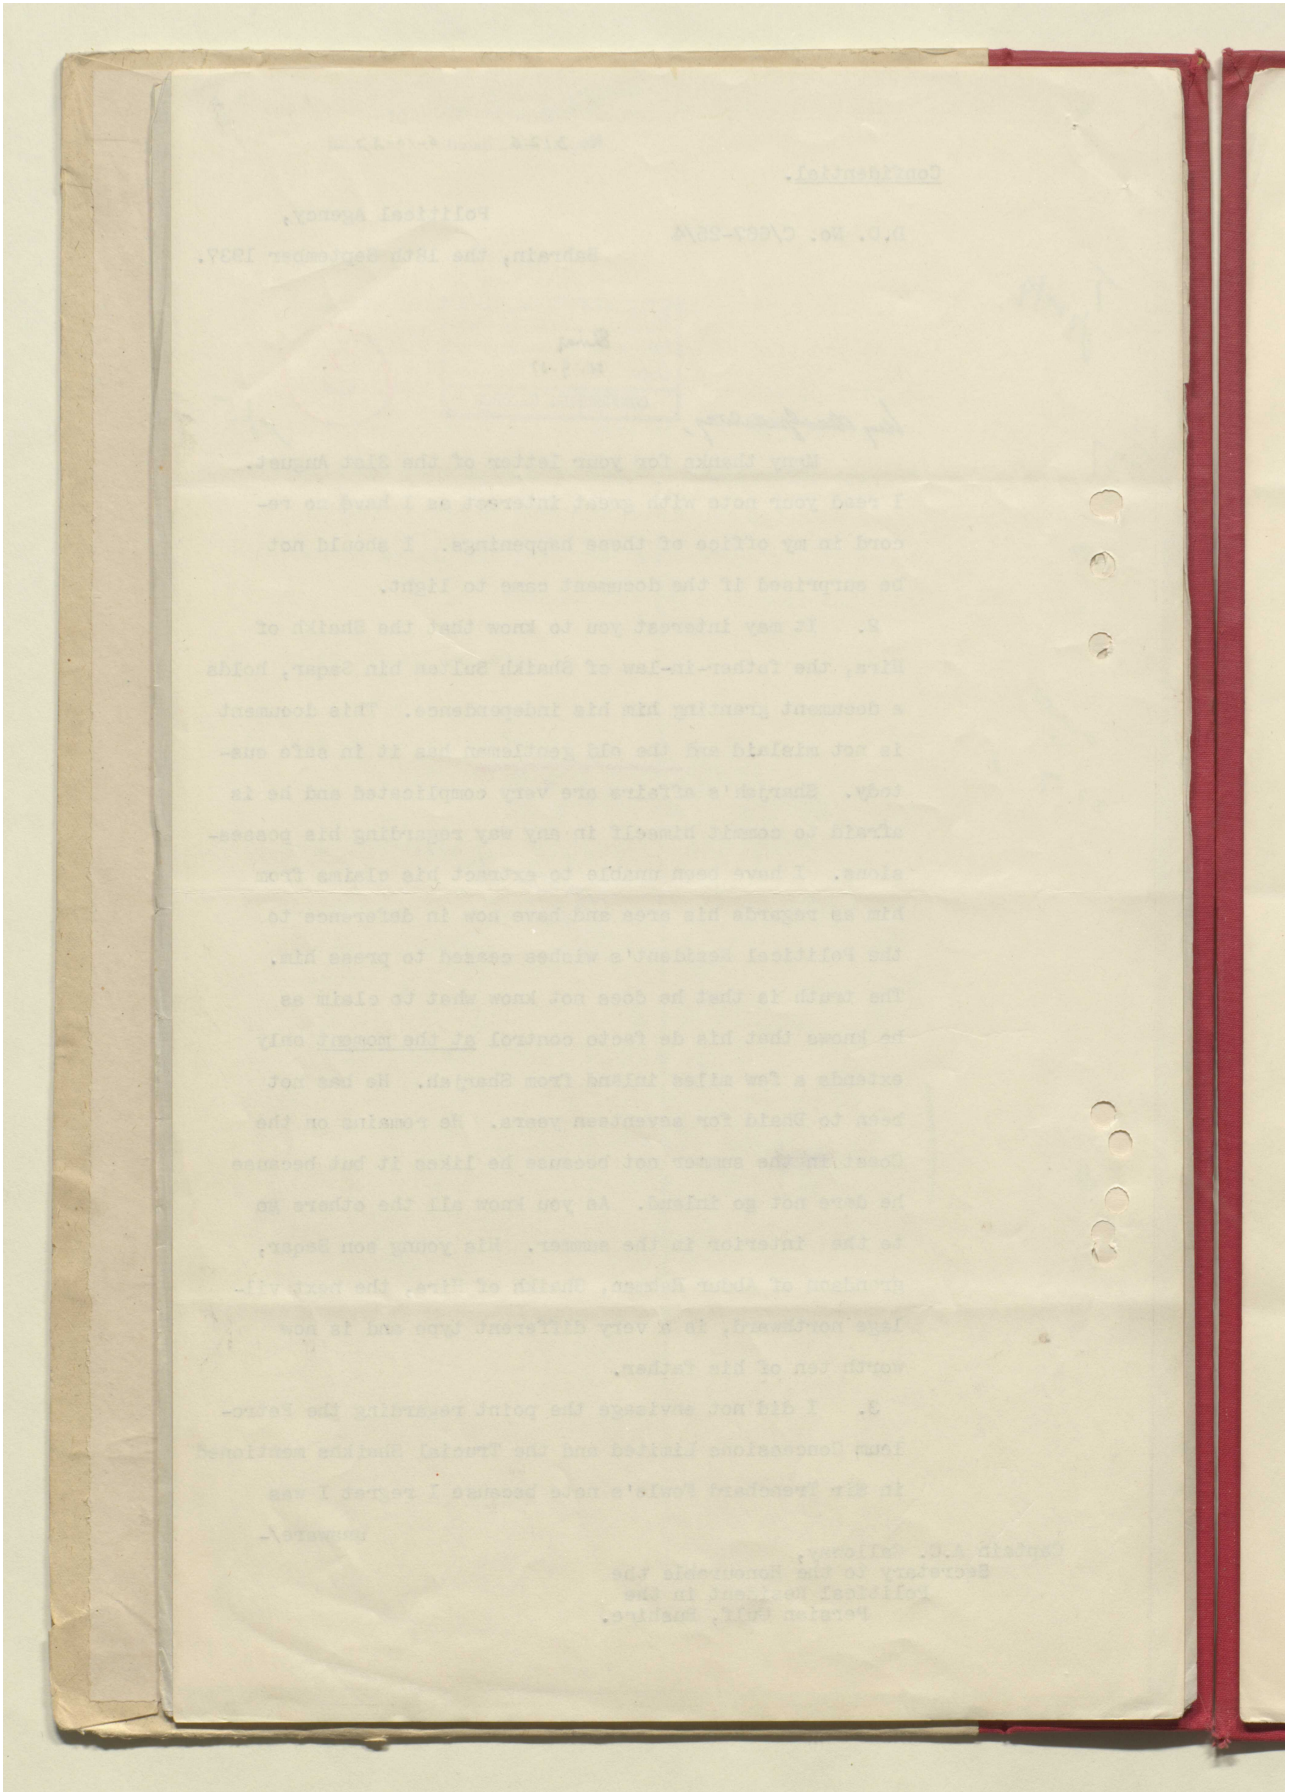 Confidential.
Political Agency,
D.O. No. C/687-26/4
Bahrain, the 18th September 1937.
Many thanks for your letter of the 31st August.
I read your note with great interest as I have no re-
cord in my office of these happenings. I should not
be surprised if the document came to light.
2. It may interest you to know that the Shaikh of
Hira, the father-in-law of Shaikh Sultan bin Saqar, holds
a document granting him his independence. This document
is not mislaid and the old gentleman has it in safe cus-
tody. Sharjah's affairs are very complicated and he is
afraid to commit himself in any way regarding his posses-
sions. I have been unable to extract his claims from
him as regards his area and have now in deference to
the Political Resident's wishes ceased to press him.
The truth is that he does not know what to claim as
he knows that his de facto control at the moment only
extends a few miles inland from Sharjah. He has not
been to Dhaid for seventeen years. He remains on the
Coast in the summer not because he likes it but because
he dare not go inland. As you know all the others go
to the interior in the summer. His young son Saqar,
grandson of Abdur Rahman, Shaikh of Hira, the next vil-
lage northward, is a very different type and is now
worth ten of his father.
3. I did not envisage the point regarding the Petro-
leum Concessions Limited and the Trucial Shaikhs mentioned
in Sir Trenchard Fowle's note because I regret I was
unaware/-
Captain A.C. Galloway,
Secretary to the Honourable the
Political Resident in the
Persian Gulf, Bushire.